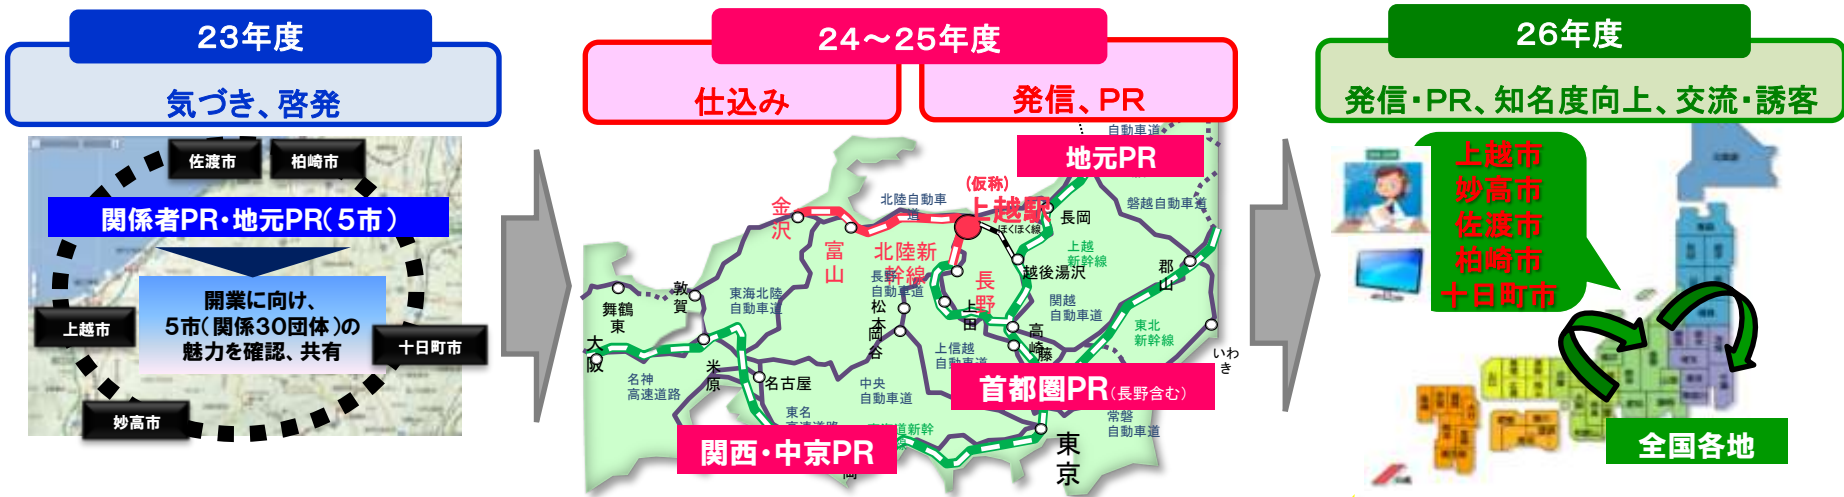 23年度
気づき、啓発
佐渡市
柏崎市
関係者PR・地元PR(5市)
開業に向け、
5市(関係30団体)の
魅力を確認、共有
上越市
十日町市
妙高市
24～25年度
仕込み
発信、PR
自動車道
地元PR
(仮称)
上越駅
北陸自動車
道
磐越自動車道
金沢
富山
北陸新
幹線
ほくほく線
長岡
上越
新幹線
越後湯沢
郡山
長野
自動車道
長野
松本
岡谷
上田
関越
自動車道
高崎
東北
新幹線
いわき
敦賀
舞鶴
東
東海北陸
自動車道
大阪
米原
名神
高速道路
名古屋
中央
自動車道
上信越
自動車道
藤
首都圏PR(長野含む)
東名
高速道路
常磐
自動車道
関西・中京PR
東京
26年度
発信・PR、知名度向上、交流・誘客
上越市
妙高市
佐渡市
柏崎市
十日町市
全国各地